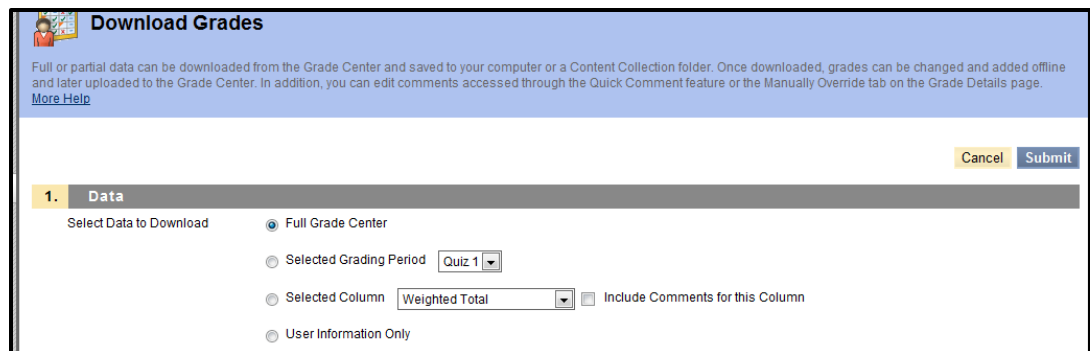 Download Grades
Full or partial data can be downloaded from the Grade Center and saved to your computer or a Content Collection folder. Once downloaded, grades can be changed and added offline
and later uploaded to the Grade Center. In addition, you can edit comments accessed through the Quick Comment feature or the Manually Override tab on the Grade Details page.
More Help
Cancel Submit
1. Data
Select Data to Download Full Grade Center
Selected Grading Period Quiz 1
Selected Column Weighted Total Include Comments for this Column
User Information Only